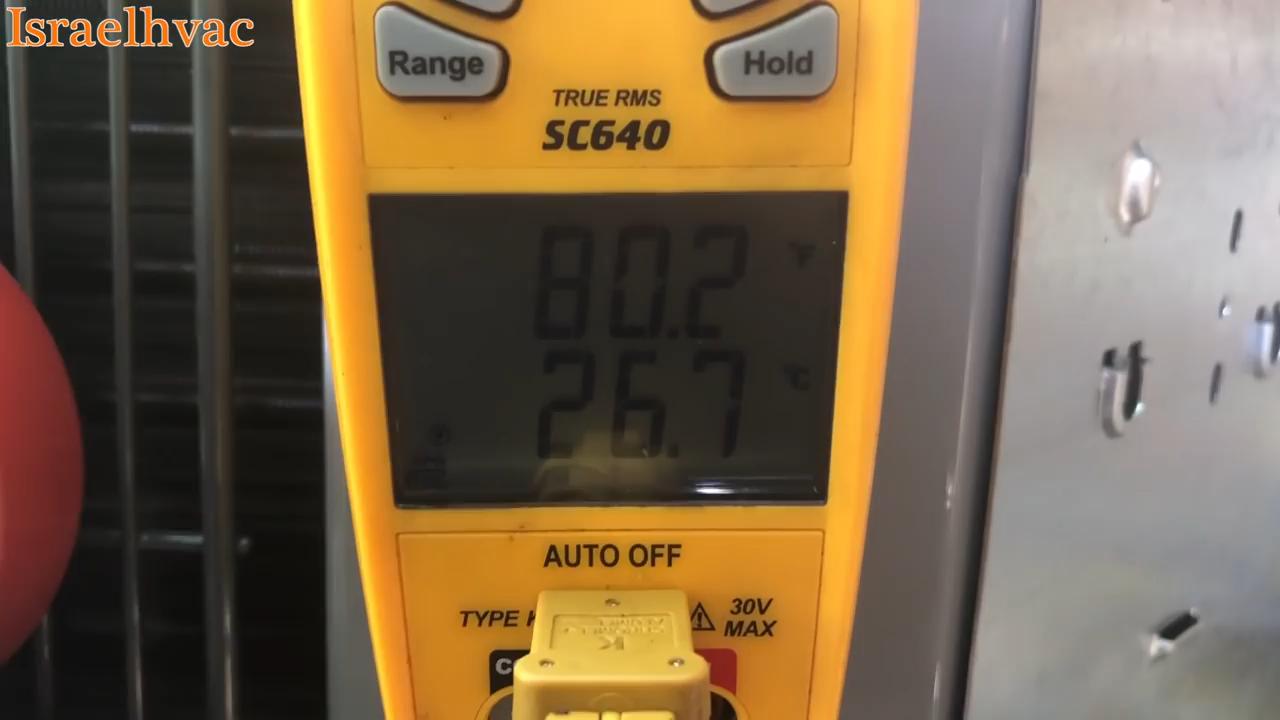 Israelhvac
Range
Hold
TRUE RMS
SC640
80.2 °F
26.7 °C
AUTO OFF
TYPE K
30V
MAX
K